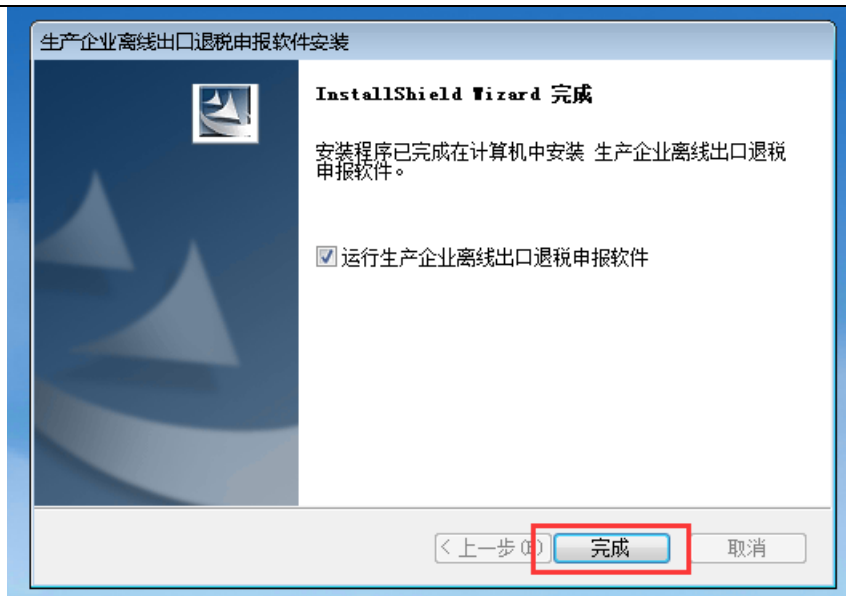 生产企业离线出口退税申报软件安装
InstallShield Wizard 完成
安装程序已完成在计算机中安装 生产企业离线出口退税
申报软件。
运行生产企业离线出口退税申报软件
< 上一步(B) 完成 取消